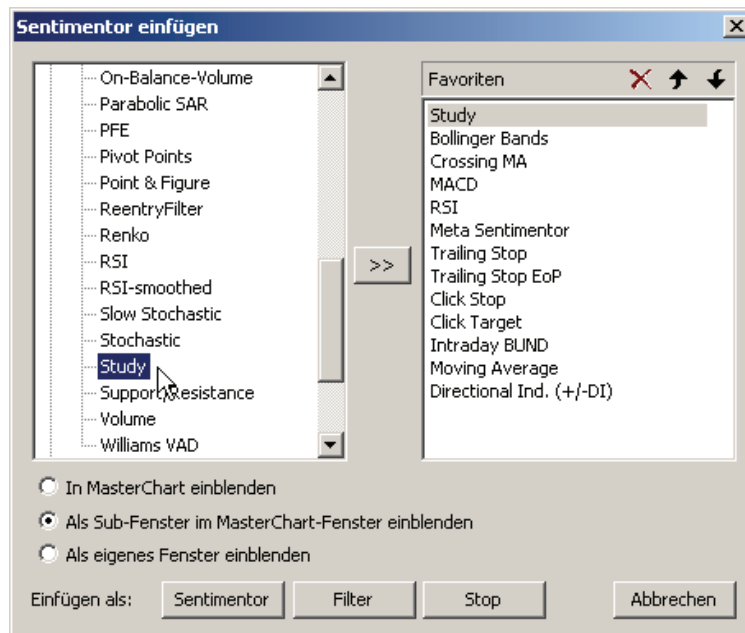 Sentimentor einfügen
On-Balance-Volume
Parabolic SAR
PFE
Pivot Points
Point & Figure
ReentryFilter
Renko
RSI
RSI-smoothed
Slow Stochastic
Stochastic
Study
Support/Resistance
Volume
Williams VAD
>>
Favoriten
Study
Bollinger Bands
Crossing MA
MACD
RSI
Meta Sentimentor
Trailing Stop
Trailing Stop EoP
Click Stop
Click Target
Intraday BUND
Moving Average
Directional Ind. (+/-DI)
In MasterChart einblenden
Als Sub-Fenster im MasterChart-Fenster einblenden
Als eigenes Fenster einblenden
Einfügen als: Sentimentor Filter Stop Abbrechen